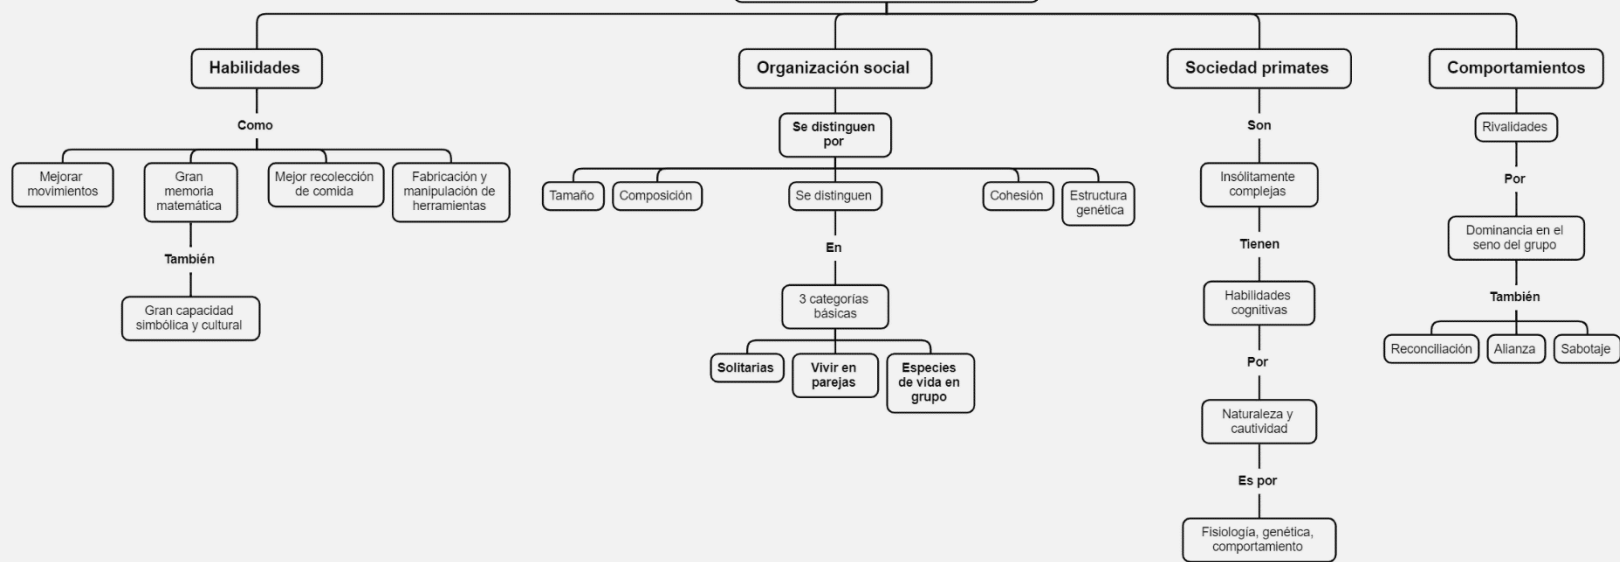 Habilidades
Organización social
Sociedad primates
Comportamientos
Como
Mejorar
movimientos
Gran
memoria
matemática
Mejor recolección
de comida
Fabricación y
manipulación de
herramientas
También
Gran capacidad
simbólica y cultural
Se distinguen
por
Tamaño
Composición
Se distinguen
Cohesión
Estructura
genética
En
3 categorías
básicas
Solitarias
Vivir en
parejas
Especies
de vida en
grupo
Son
Insólitamente
complejas
Tienen
Habilidades
cognitivas
Por
Naturaleza y
cautividad
Es por
Fisiología, genética,
comportamiento
Rivalidades
Por
Dominancia en el
seno del grupo
También
Reconciliación
Alianza
Sabotaje